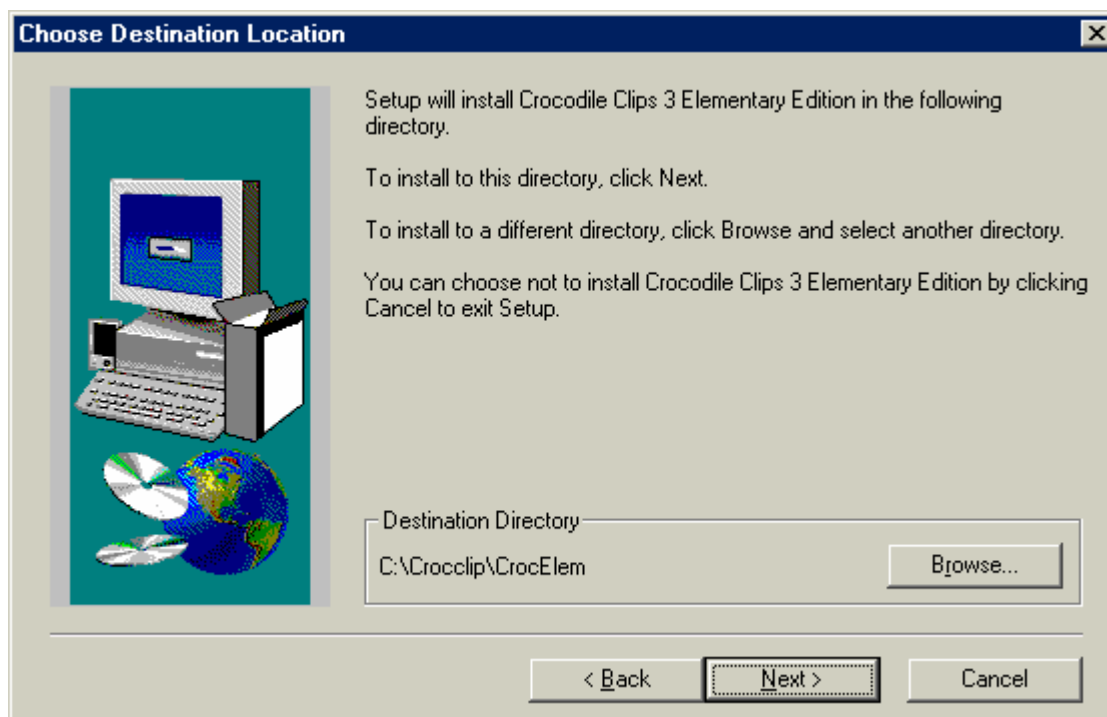 Choose Destination Location
Setup will install Crocodile Clips 3 Elementary Edition in the following
directory.
To install to this directory, click Next.
To install to a different directory, click Browse and select another directory.
You can choose not to install Crocodile Clips 3 Elementary Edition by clicking
Cancel to exit Setup.
Destination Directory
C:\Crocclip\CrocElem
Browse...
< Back
Next >
Cancel